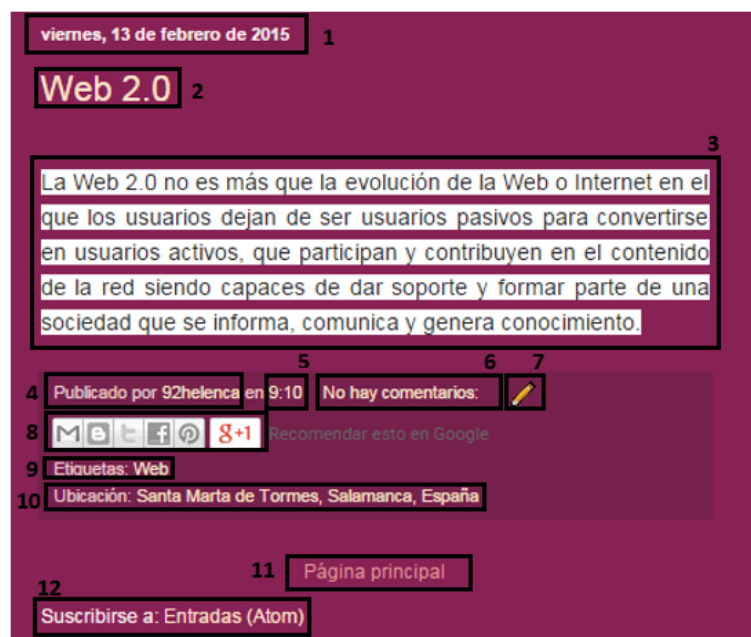 viernes, 13 de febrero de 2015 1
Web 2.0 2
3
La Web 2.0 no es más que la evolución de la Web o Internet en el
que los usuarios dejan de ser usuarios pasivos para convertirse
en usuarios activos, que participan y contribuyen en el contenido
de la red siendo capaces de dar soporte y formar parte de una
sociedad que se informa, comunica y genera conocimiento.
5 6 7
4 Publicado por 92helenca en 9:10 No hay comentarios:
8 g+1 Recomendar esto en Google
9 Etiquetas: Web
10 Ubicación: Santa Marta de Tormes, Salamanca, España
11 Página principal
12
Suscribirse a: Entradas (Atom)